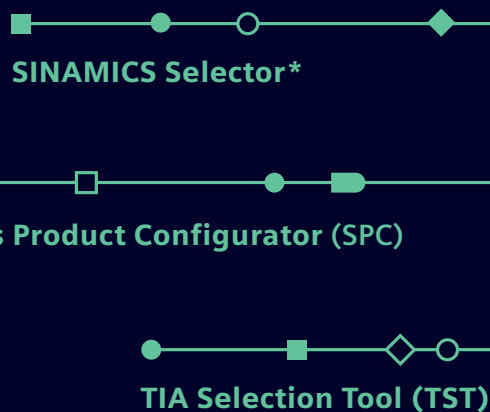 SINAMICS Selector*
s Product Configurator (SPC)
TIA Selection Tool (TST)